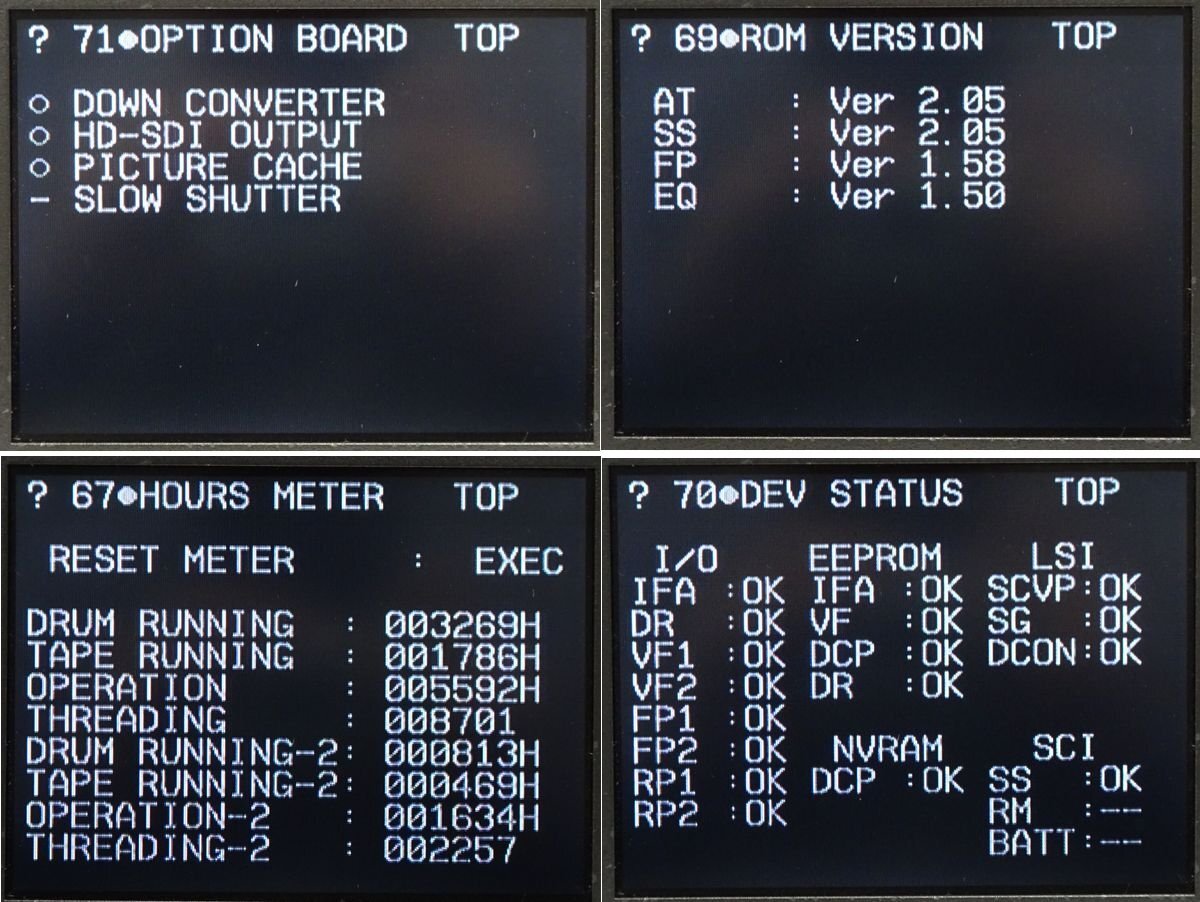 ? 71●OPTION BOARD TOP
○ DOWN CONVERTER
○ HD-SDI OUTPUT
○ PICTURE CACHE
- SLOW SHUTTER
? 69●ROM VERSION TOP
AT : Ver 2.05
SS : Ver 2.05
FP : Ver 1.58
EQ : Ver 1.50
? 67●HOURS METER TOP
RESET METER : EXEC
DRUM RUNNING : 003269H
TAPE RUNNING : 001786H
OPERATION : 005592H
THREADING : 008701
DRUM RUNNING-2: 000813H
TAPE RUNNING-2: 000469H
OPERATION-2 : 001634H
THREADING-2 : 002257
? 70●DEV STATUS TOP
I/O EEPROM LSI
IFA :OK IFA :OK SCVP:OK
DR :OK VF :OK SG :OK
VF1 :OK DCP :OK DCON:OK
VF2 :OK DR :OK
FP1 :OK
FP2 :OK NVRAM SCI
RP1 :OK DCP :OK SS :OK
RP2 :OK RM :--
BATT:--